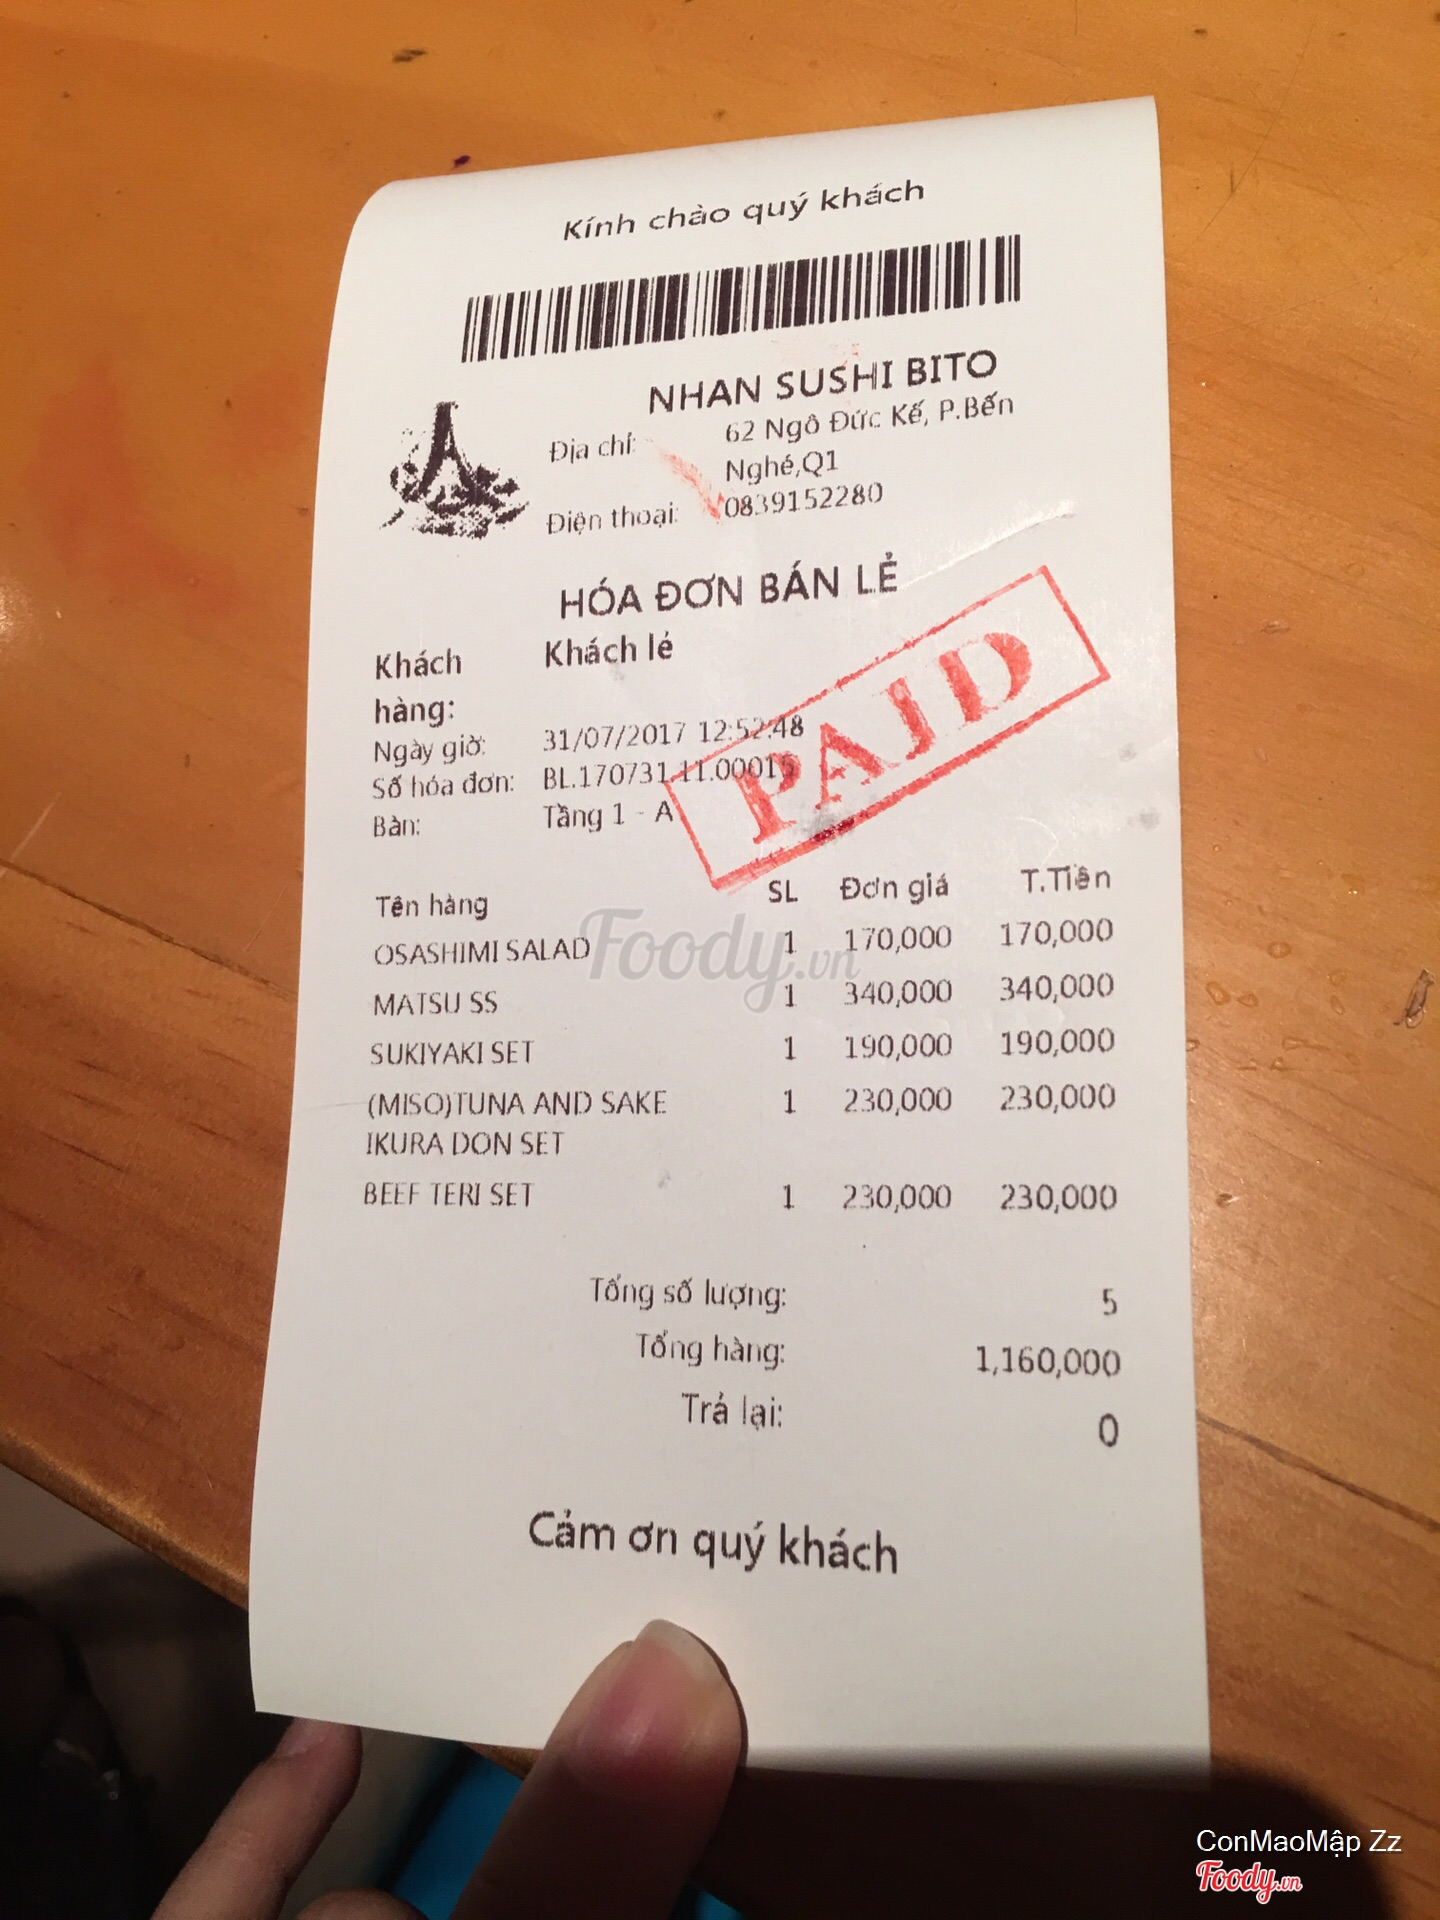 Kính chào quý khách
NHAN SUSHI BITO
Địa chỉ: 62 Ngô Đức Kế, P.Bến
Nghé,Q1
Điện thoại: 0839152280
HÓA ĐƠN BÁN LẺ
Khách hàng: Khách lẻ
Ngày giờ: 31/07/2017 12:52:48
Số hóa đơn: BL.170731.11.00015
Bàn: Tầng 1 - A
PAID
Tên hàng SL Đơn giá T.Tiền
OSASHIMI SALAD 1 170,000 170,000
MATSU SS 1 340,000 340,000
SUKIYAKI SET 1 190,000 190,000
(MISO)TUNA AND SAKE 1 230,000 230,000
IKURA DON SET
BEEF TERI SET 1 230,000 230,000
Tổng số lượng: 5
Tổng hàng: 1,160,000
Trả lại: 0
Cảm ơn quý khách
Foody.vn
ConMaoMập Zz
Foody.vn